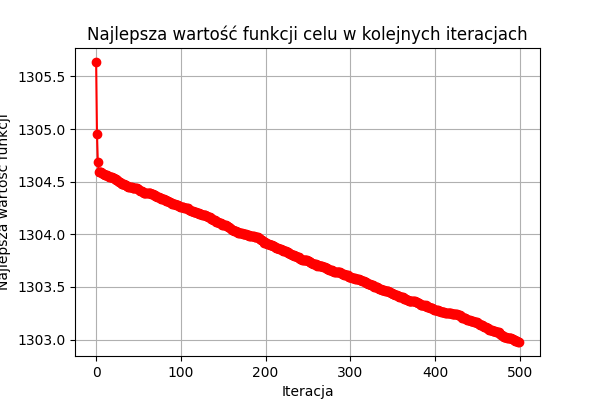 Najlepsza wartość funkcji celu w kolejnych iteracjach
Najlepsza wartość funkcji
1305.5
1305.0
1304.5
1304.0
1303.5
1303.0
0 100 200 300 400 500
Iteracja